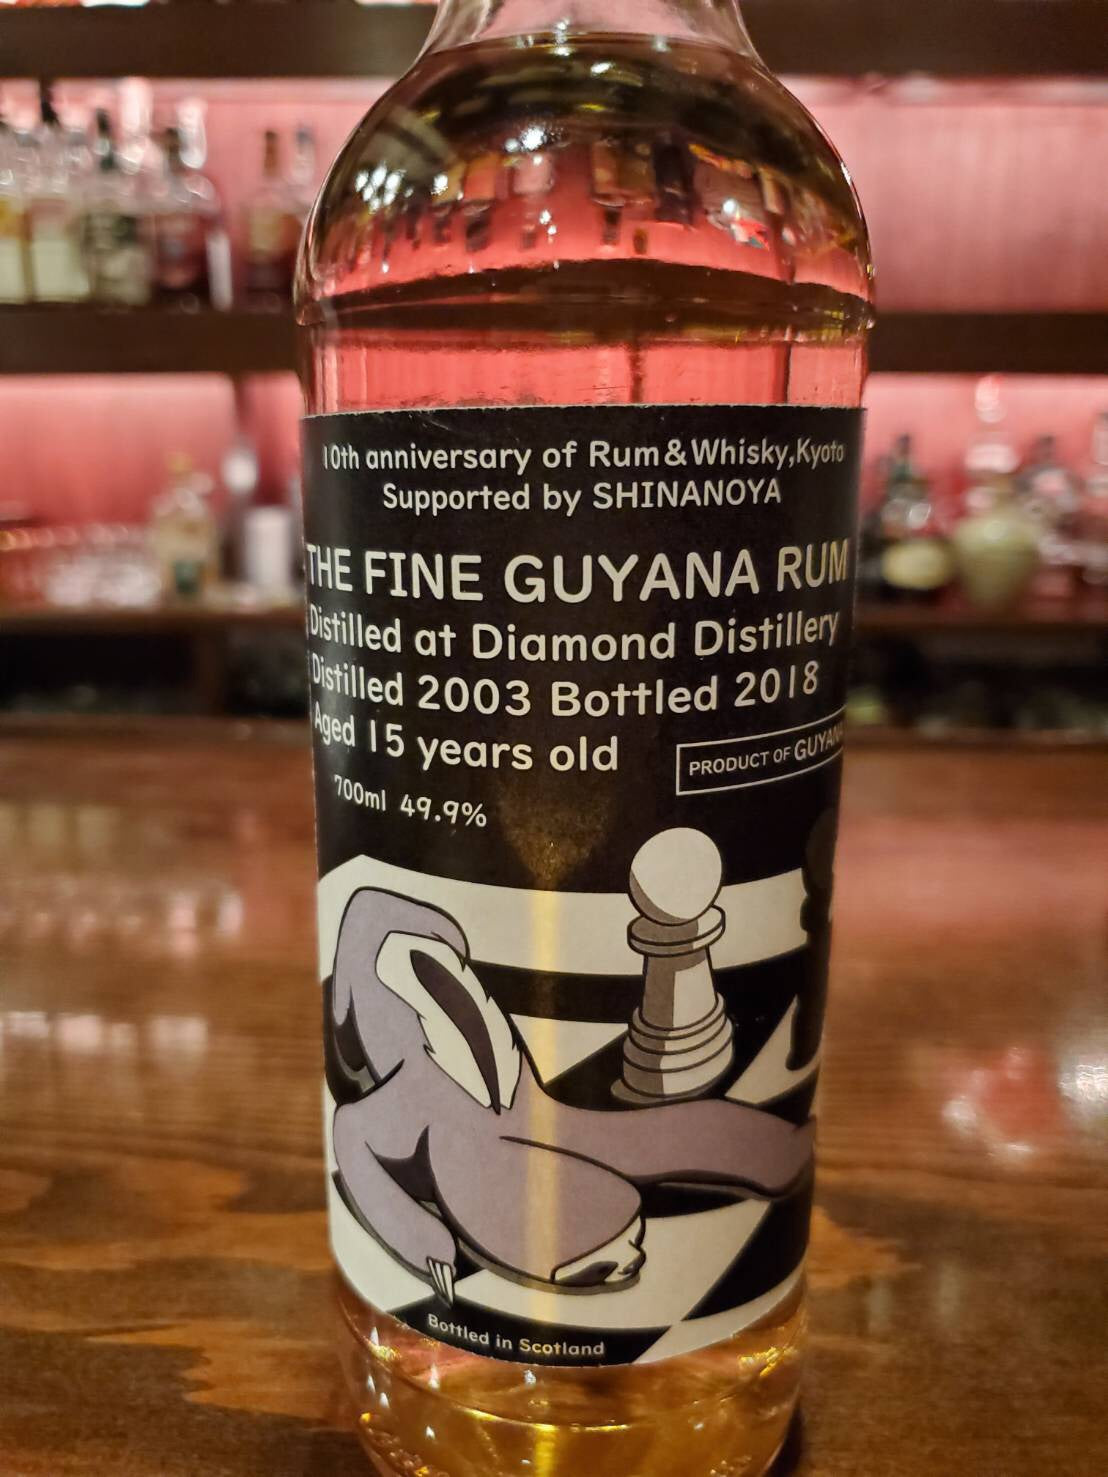 10th anniversary of Rum&Whisky,Kyoto
Supported by SHINANOYA
THE FINE GUYANA RUM
Distilled at Diamond Distillery
Distilled 2003 Bottled 2018
Aged 15 years old
PRODUCT OF GUYANA
700ml 49.9%
Bottled in Scotland